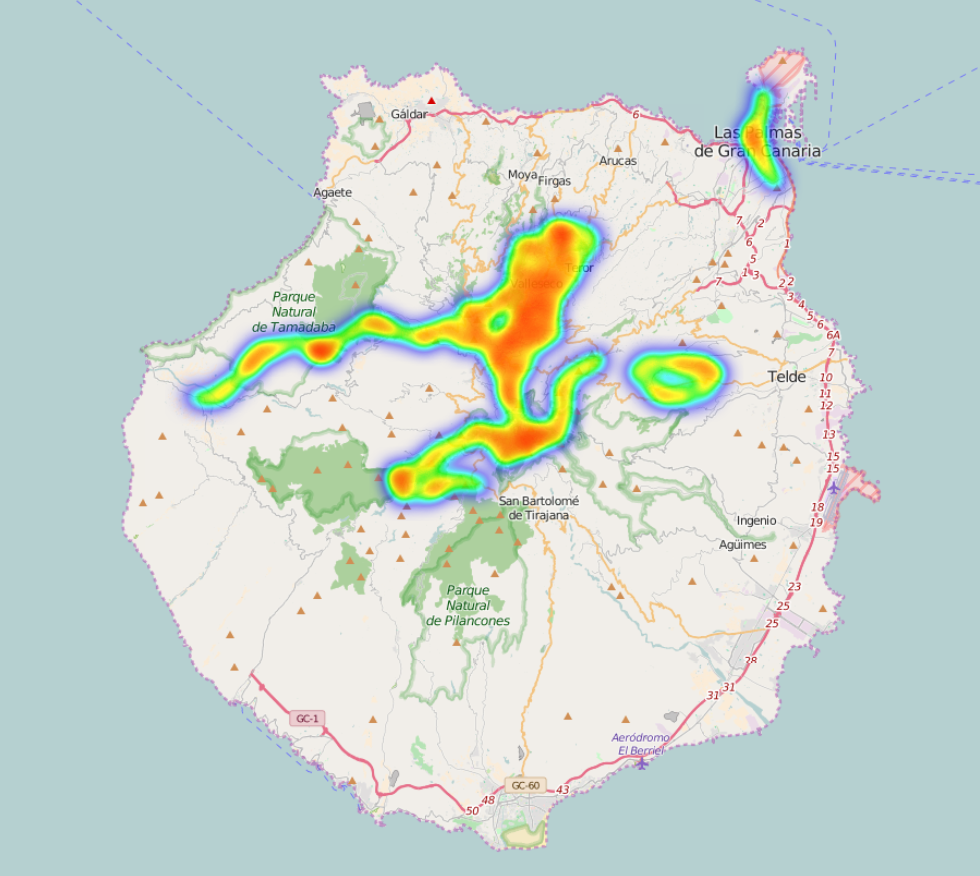 Gáldar
6
Las Palmas
de Gran Canaria
Arucas
Moya
Firgas
Agaete
7
2
6
1
5
1
3
7
2
2
3
4
5
6
6A
7
Teror
Valleseco
Parque
Natural
de Tamadaba
Telde
10
11
12
13
15
15
San Bartolomé
de Tirajana
18
19
Ingenio
Agüimes
23
25
25
Parque
Natural
de Pilancones
28
31
31
GC-1
Aeródromo
El Berriel
GC-60
43
48
50